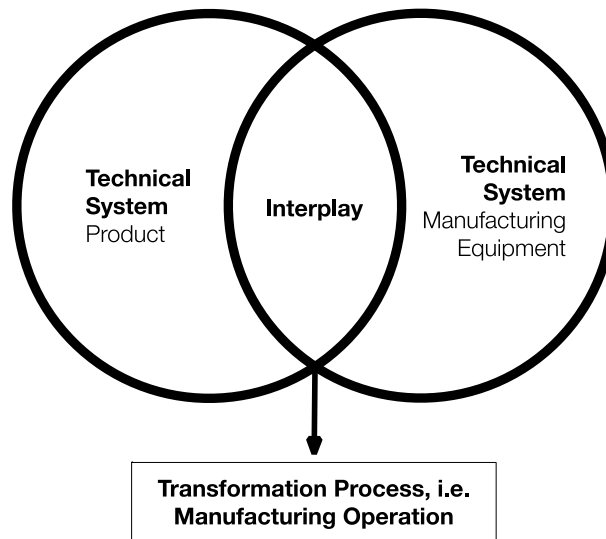 Technical
System
Product
Interplay
Technical
System
Manufacturing
Equipment
Transformation Process, i.e.
Manufacturing Operation